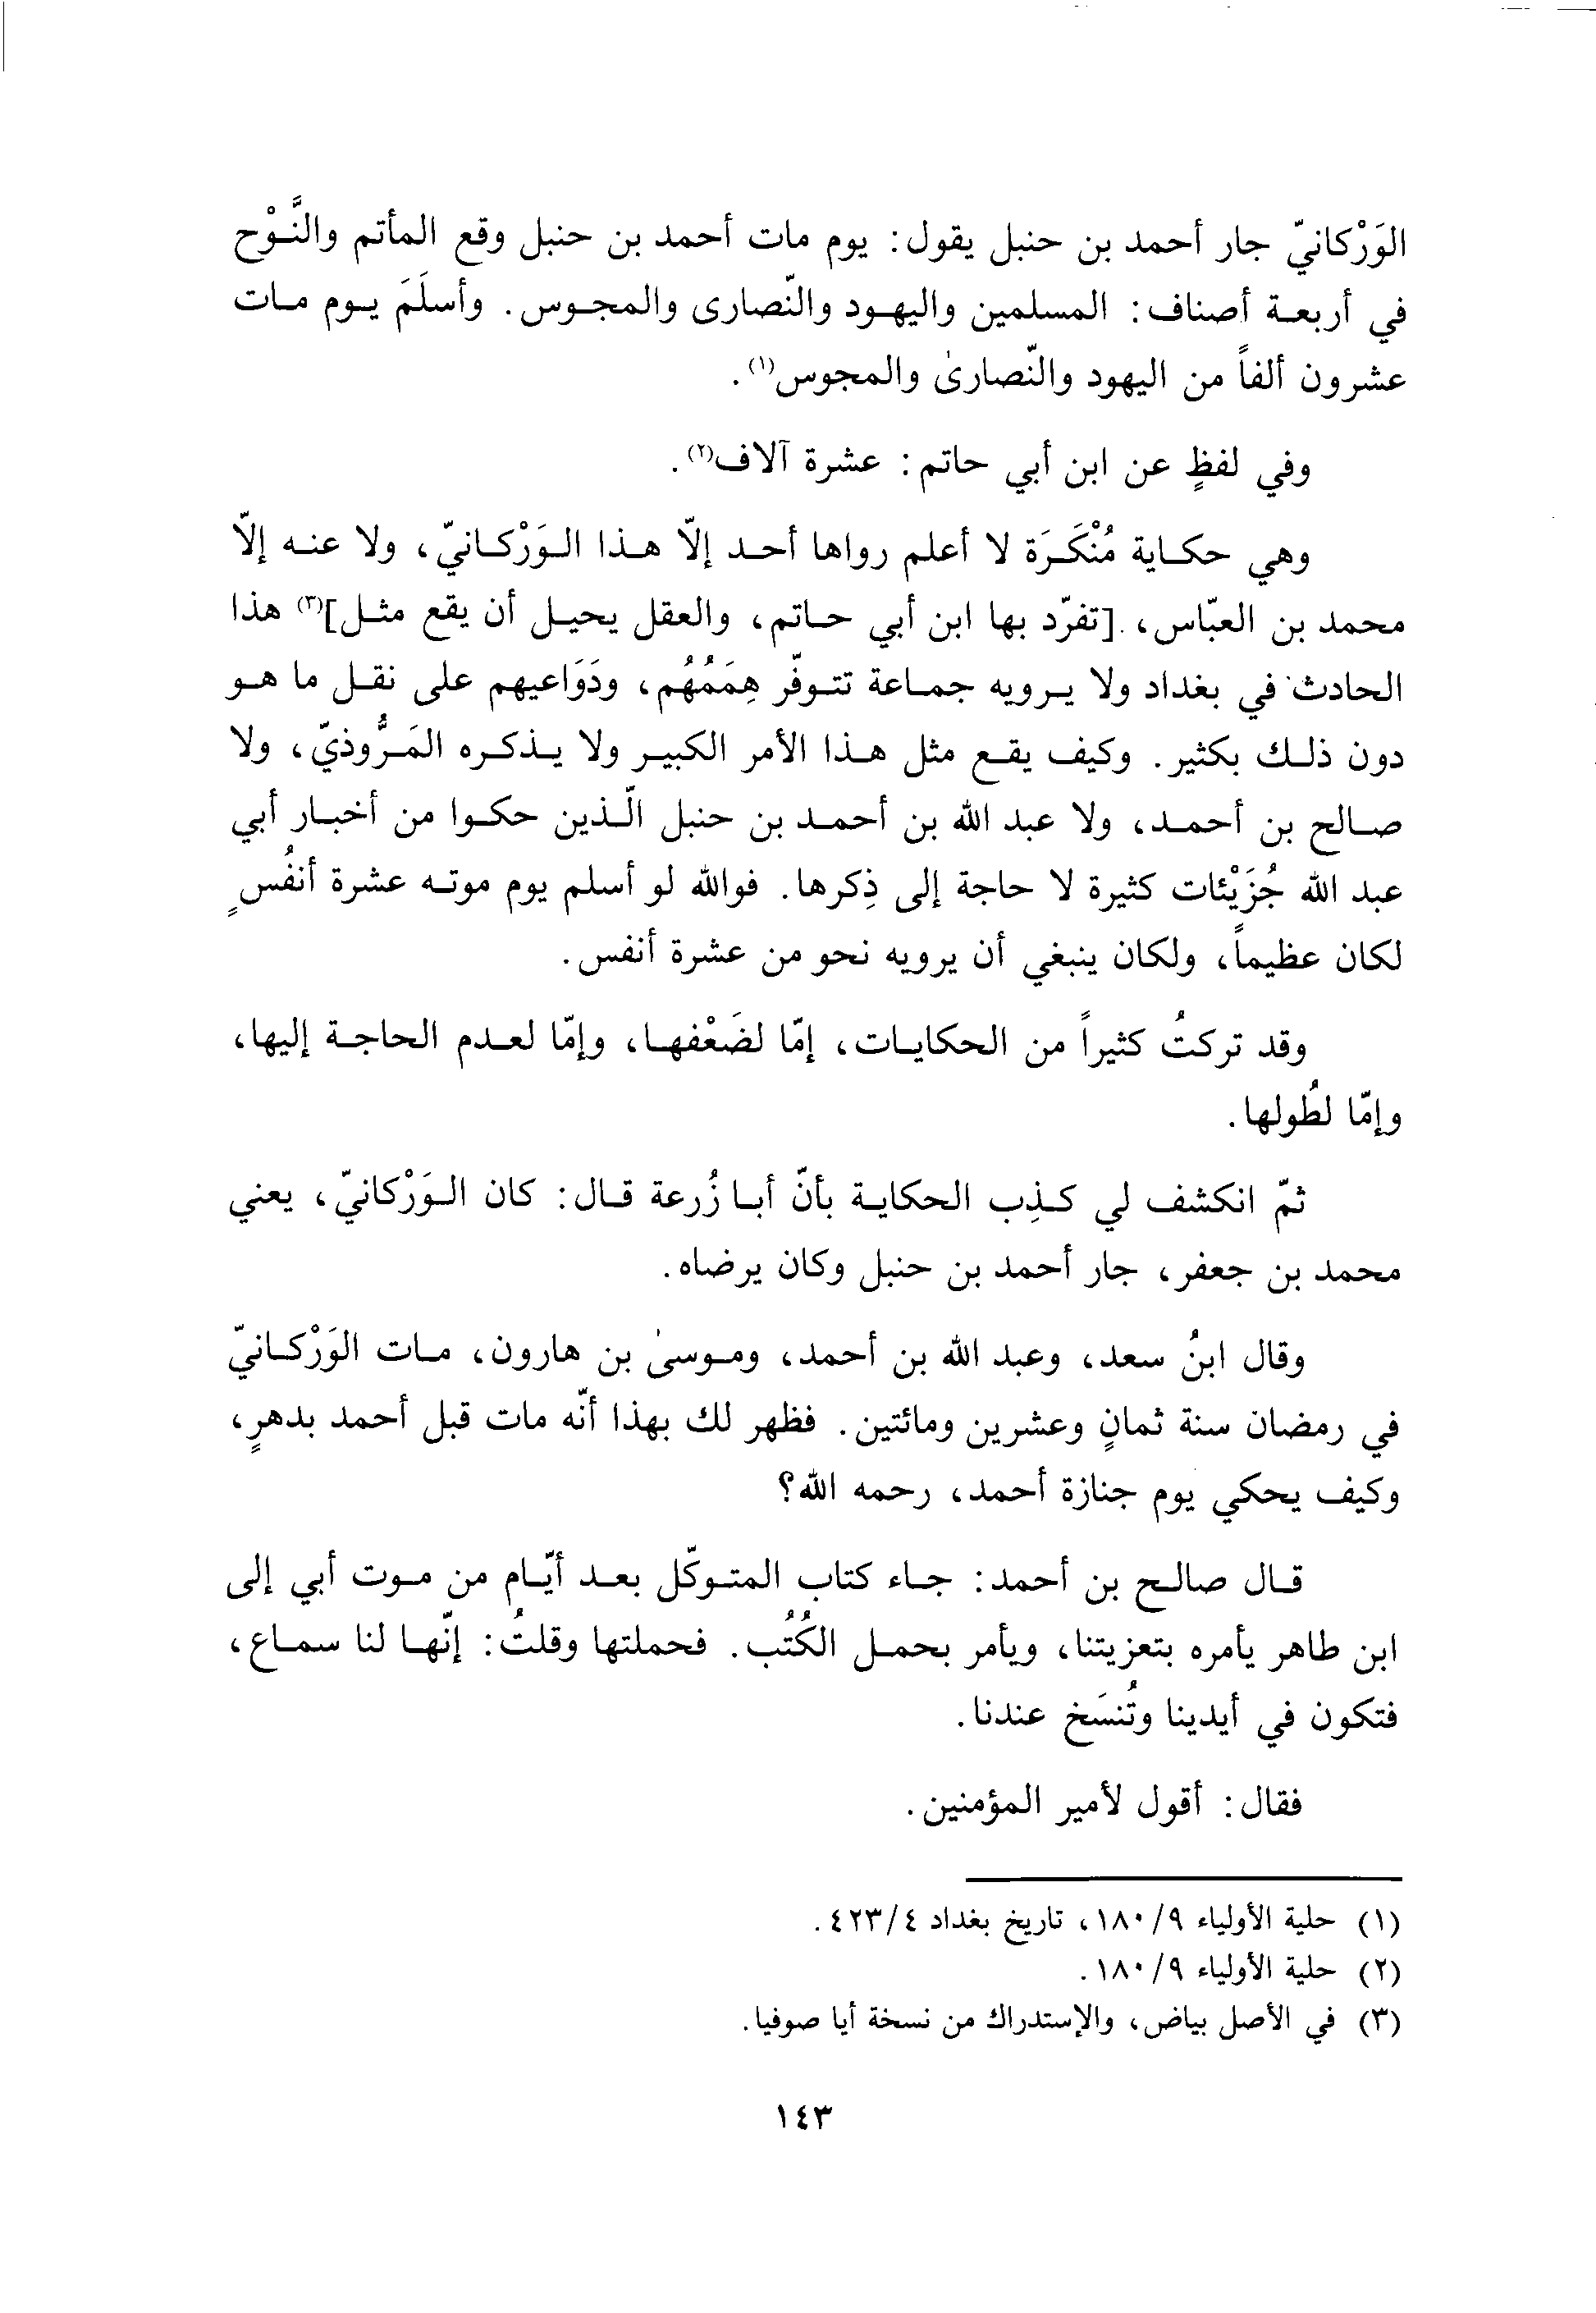 الوَرْكانيّ جار أحمد بن حنبل يقول: يوم مات أحمد بن حنبل وقع المأتم والنَّوْح
في أربعة أصناف: المسلمين واليهود والنّصارى والمجوس. وأسلَمَ يوم مات
عشرون ألفاً من اليهود والنّصارىٰ والمجوس(١).
وفي لفظٍ عن ابن أبي حاتم: عشرة آلاف(٢).
وهي حكاية مُنْكَرَة لا أعلم رواها أحد إلّا هذا الوَرْكانيّ، ولا عنه إلّا
محمد بن العبّاس، [تفرّد بها ابن أبي حاتم، والعقل يحيل أن يقع مثل](٣) هذا
الحادث في بغداد ولا يرويه جماعة تتوفّر هِمَمُهُم، ودَوَاعيهم على نقل ما هو
دون ذلك بكثير. وكيف يقع مثل هذا الأمر الكبير ولا يذكره المَرُّوذيّ، ولا
صالح بن أحمد، ولا عبد الله بن أحمد بن حنبل الّذين حكوا من أخبار أبي
عبد الله جُزَيْئات كثيرة لا حاجة إلى ذِكرها. فوالله لو أسلم يوم موته عشرة أنفُسٍ
لكان عظيماً، ولكان ينبغي أن يرويه نحو من عشرة أنفس.
وقد تركتُ كثيراً من الحكايات، إمّا لضَعْفها، وإمّا لعدم الحاجة إليها،
وإمّا لطُولها.
ثمّ انكشف لي كذِب الحكاية بأنّ أبا زُرعة قال: كان الوَرْكانيّ، يعني
محمد بن جعفر، جار أحمد بن حنبل وكان يرضاه.
وقال ابنُ سعد، وعبد الله بن أحمد، وموسىٰ بن هارون، مات الوَرْكانيّ
في رمضان سنة ثمانٍ وعشرين ومائتين. فظهر لك بهذا أنّه مات قبل أحمد بدهرٍ،
وكيف يحكي يوم جنازة أحمد، رحمه الله؟
قال صالح بن أحمد: جاء كتاب المتوكّل بعد أيّام من موت أبي إلى
ابن طاهر يأمره بتعزيتنا، ويأمر بحمل الكُتُب. فحملتها وقلتُ: إنّها لنا سماع،
فتكون في أيدينا وتُنسَخ عندنا.
فقال: أقول لأمير المؤمنين.
(١) حلية الأولياء ٩/ ١٨٠، تاريخ بغداد ٤/ ٤٢٣.
(٢) حلية الأولياء ٩/ ١٨٠.
(٣) في الأصل بياض، والإستدراك من نسخة أيا صوفيا.
١٤٣